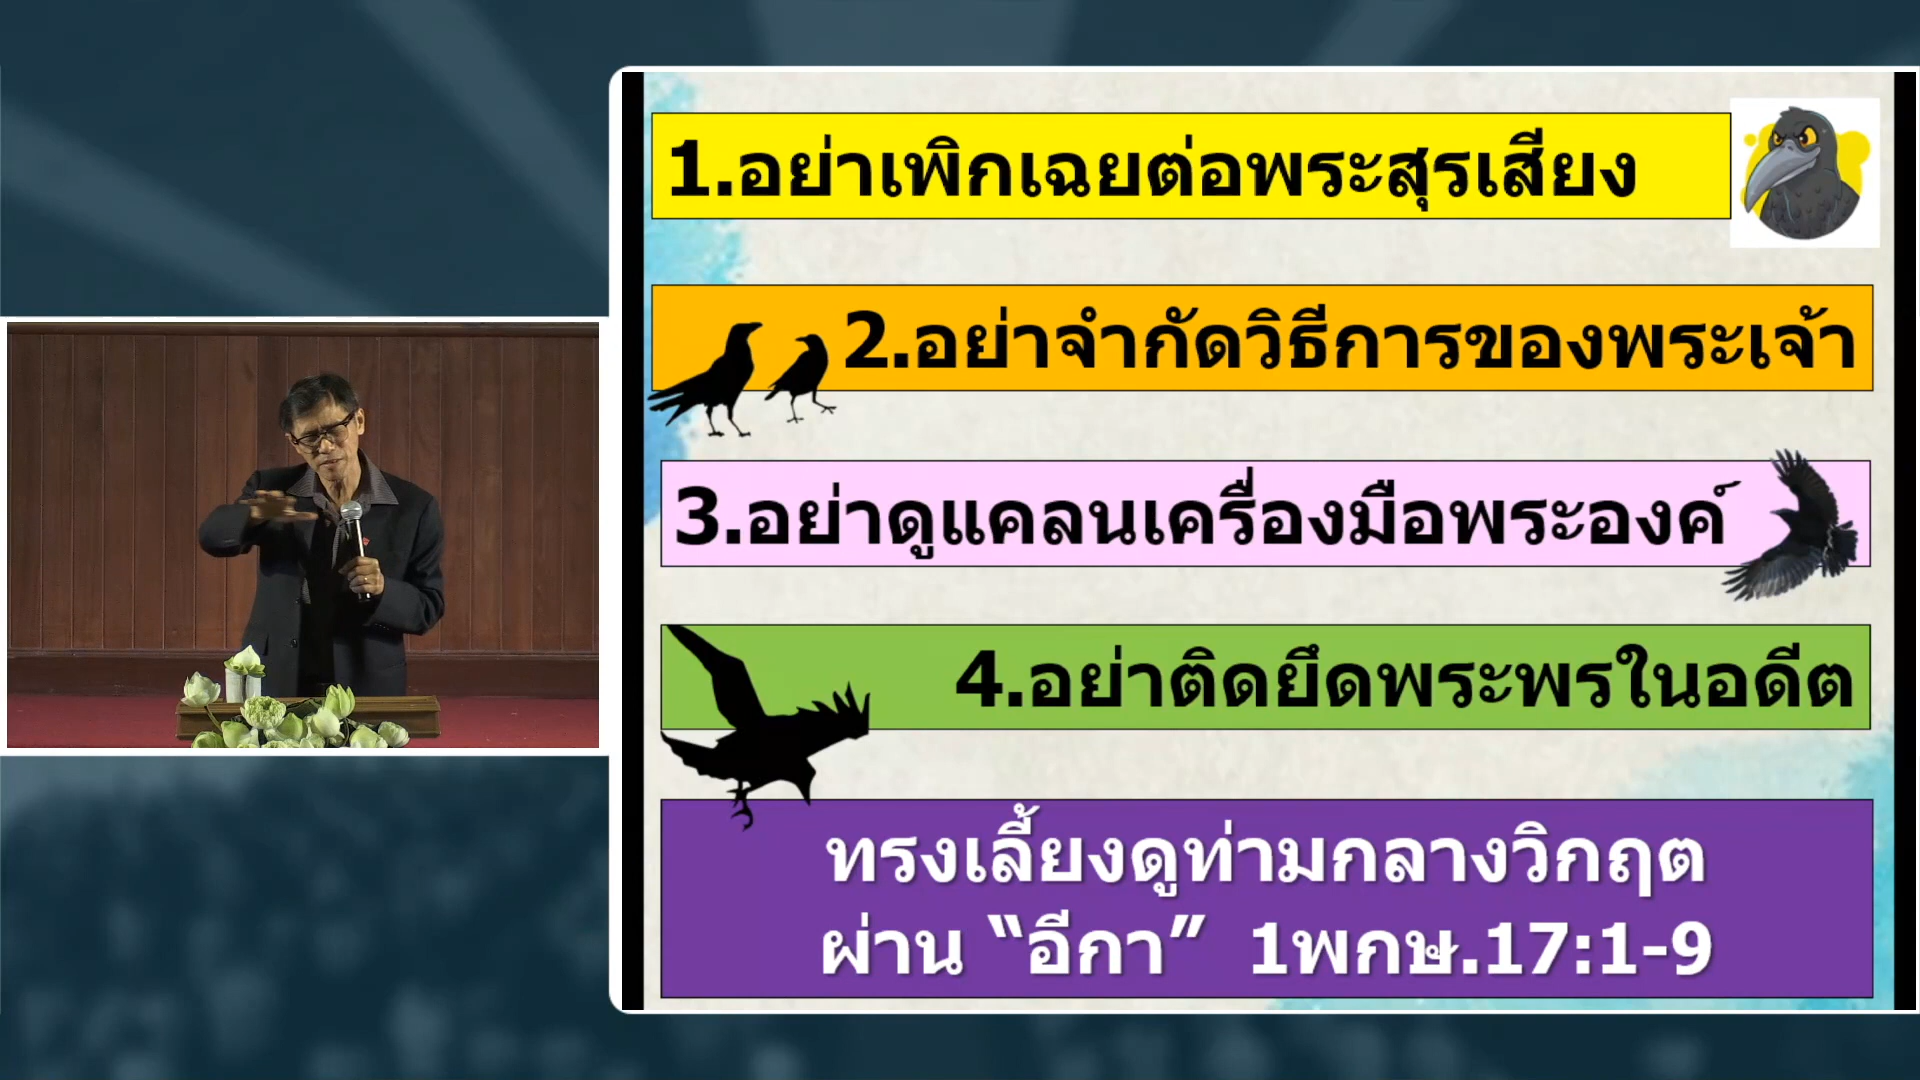 1.อย่าเพิกเฉยต่อพระสุรเสียง
2.อย่าจำกัดวิธีการของพระเจ้า
3.อย่าดูแคลนเครื่องมือพระองค์
4.อย่าติดยึดพระพรในอดีต
ทรงเลี้ยงดูท่ามกลางวิกฤต
ผ่าน “อีกา” 1พกษ.17:1-9